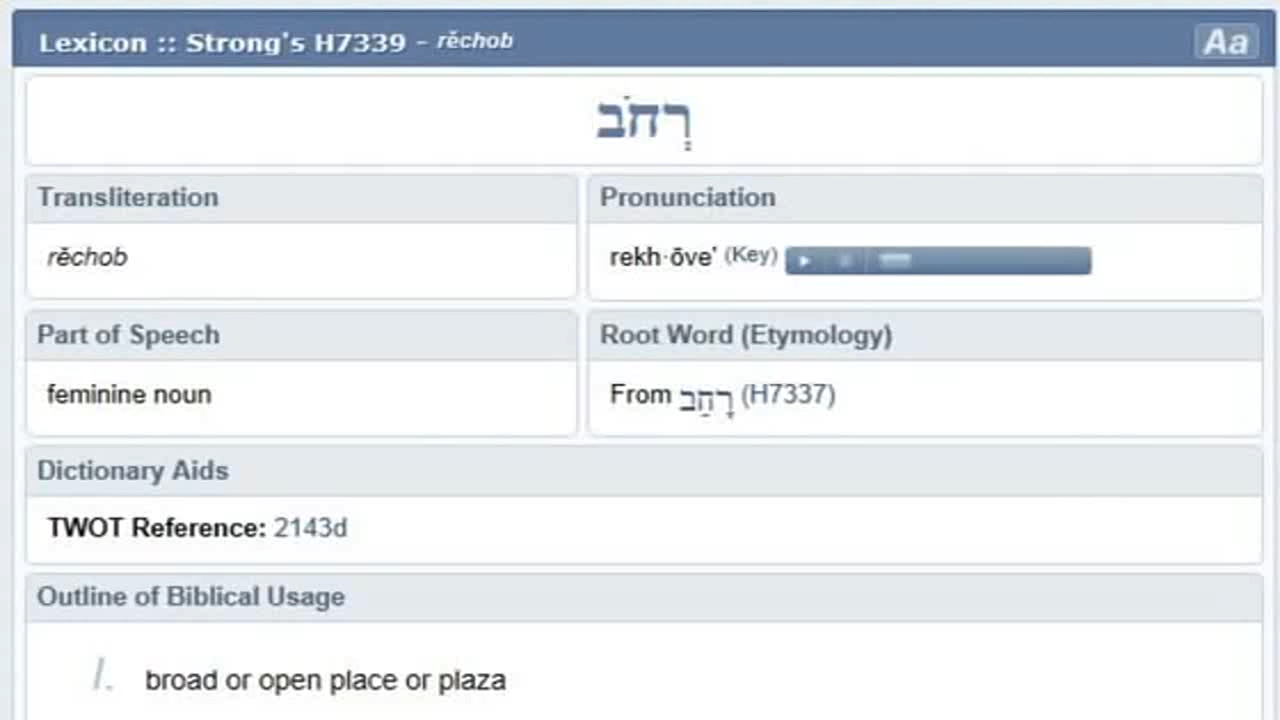 Lexicon :: Strong's H7339 - rĕchob
Aa
רְחֹב
Transliteration
Pronunciation
rĕchob
rekh·ōve' (Key)
Part of Speech
Root Word (Etymology)
feminine noun
From רָחַב (H7337)
Dictionary Aids
TWOT Reference: 2143d
Outline of Biblical Usage
I. broad or open place or plaza